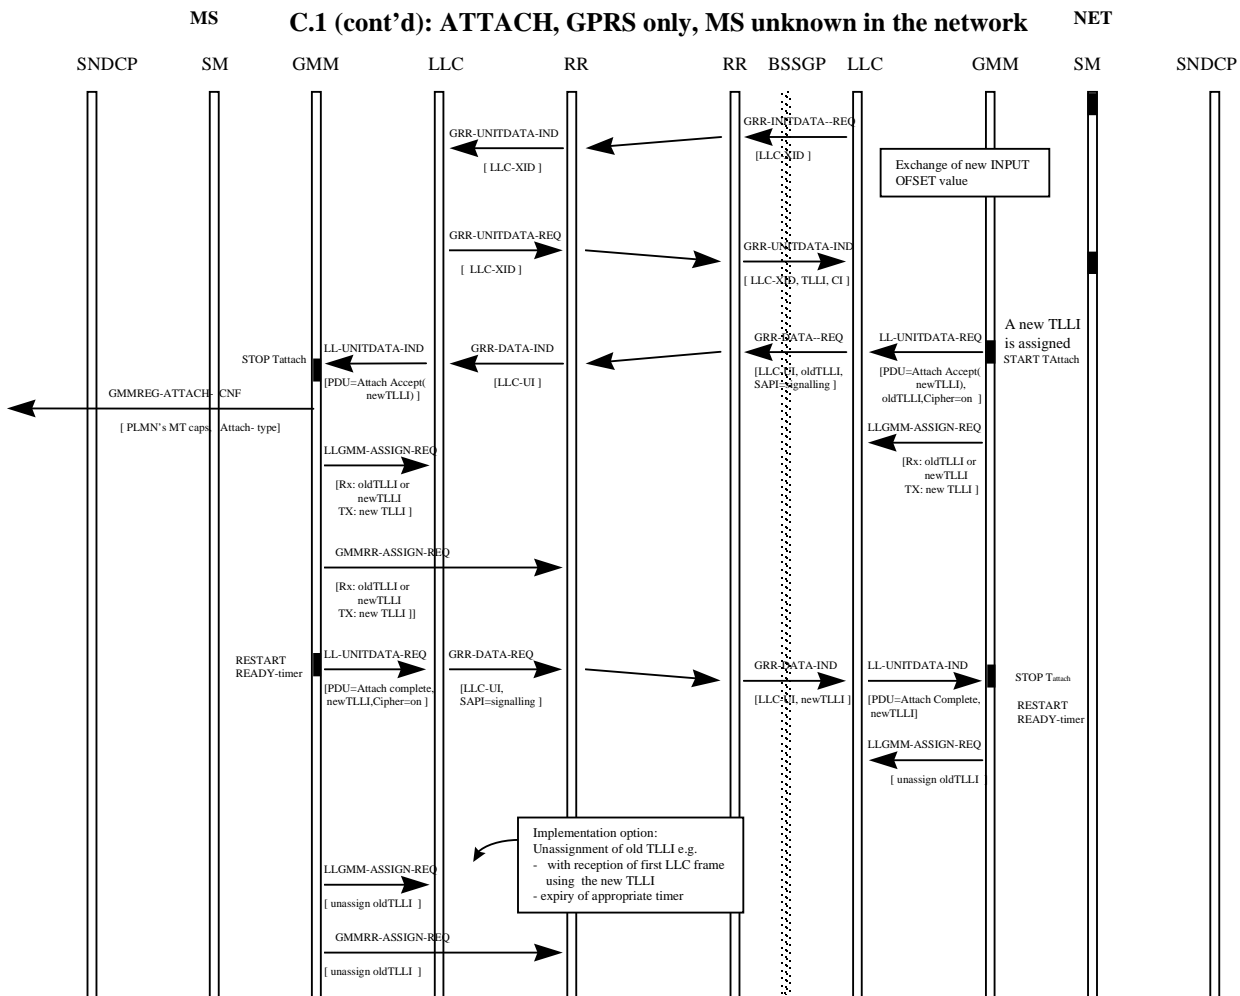 MS
C.1 (cont'd): ATTACH, GPRS only, MS unknown in the network
NET
SNDCP SM GMM LLC RR RR BSSGP LLC GMM SM SNDCP
GRR-UNITDATA-IND
GRR-INITDATA--REQ
[ LLC-XID ]
[LLC-XID ]
Exchange of new INPUT
OFSET value
GRR-UNITDATA-REQ
GRR-UNITDATA-IND
[ LLC-XID ]
[ LLC-XID, TLLI, CI ]
A new TLLI
is assigned
START TAttach
STOP Tattach
LL-UNITDATA-IND
GRR-DATA-IND
GRR-DATA--REQ
LL-UNITDATA-REQ
[PDU=Attach Accept(
newTLLI) ]
[LLC-UI ]
[LLC-UI, oldTLLI,
SAPI=signalling ]
[PDU=Attach Accept(
newTLLI),
oldTLLI,Cipher=on ]
GMMREG-ATTACH- CNF
[ PLMN's MT caps, Attach- type]
LLGMM-ASSIGN-REQ
[Rx: oldTLLI or
newTLLI
TX: new TLLI ]
LLGMM-ASSIGN-REQ
[Rx: oldTLLI or
newTLLI
TX: new TLLI ]
GMMRR-ASSIGN-REQ
[Rx: oldTLLI or
newTLLI
TX: new TLLI ]]
RESTART
READY-timer
LL-UNITDATA-REQ
GRR-DATA-REQ
GRR-DATA-IND
LL-UNITDATA-IND
[PDU=Attach complete,
newTLLI,Cipher=on ]
[LLC-UI,
SAPI=signalling ]
[LLC-UI, newTLLI ]
[PDU=Attach Complete,
newTLLI]
STOP Tattach
RESTART
READY-timer
LLGMM-ASSIGN-REQ
[ unassign oldTLLI ]
Implementation option:
Unassignment of old TLLI e.g.
- with reception of first LLC frame
using the new TLLI
- expiry of appropriate timer
LLGMM-ASSIGN-REQ
[ unassign oldTLLI ]
GMMRR-ASSIGN-REQ
[ unassign oldTLLI ]